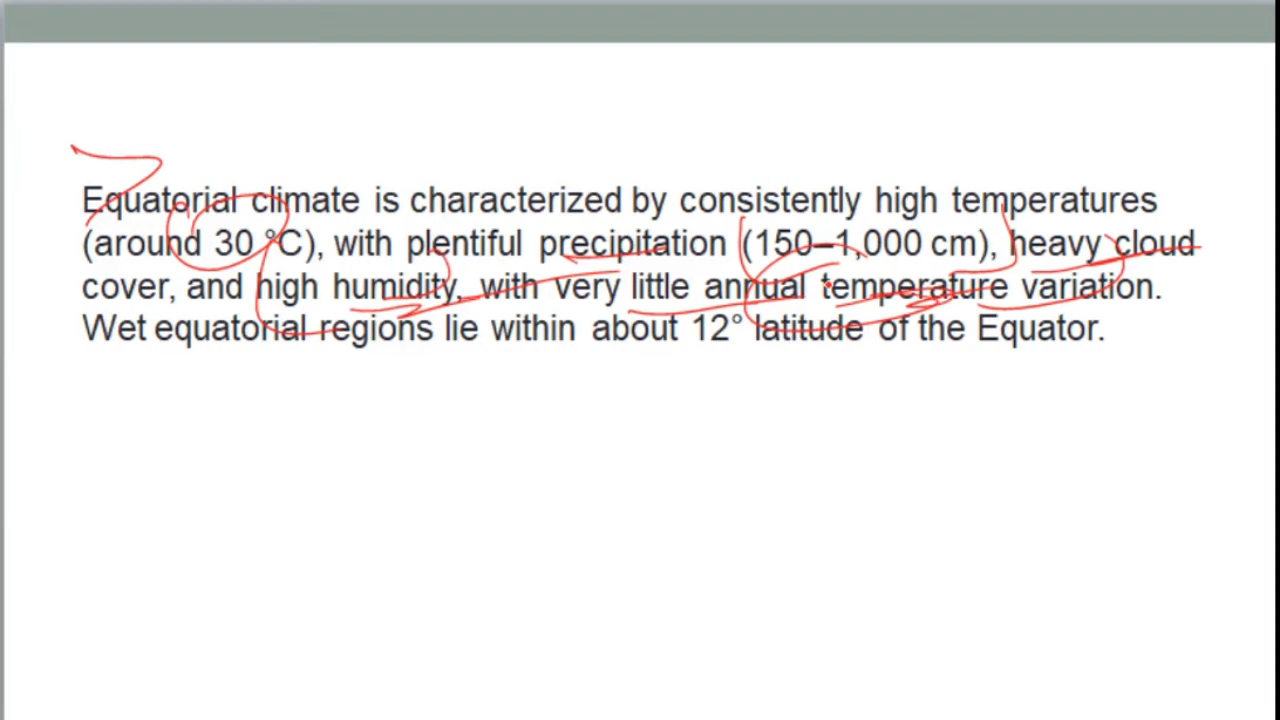 Equatorial climate is characterized by consistently high temperatures
(around 30 °C), with plentiful precipitation (150–1,000 cm), heavy cloud
cover, and high humidity, with very little annual temperature variation.
Wet equatorial regions lie within about 12° latitude of the Equator.